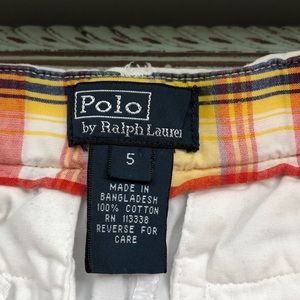 Polo
by Ralph Lauren
5
MADE IN
BANGLADESH
100% COTTON
RN 113338
REVERSE FOR
CARE